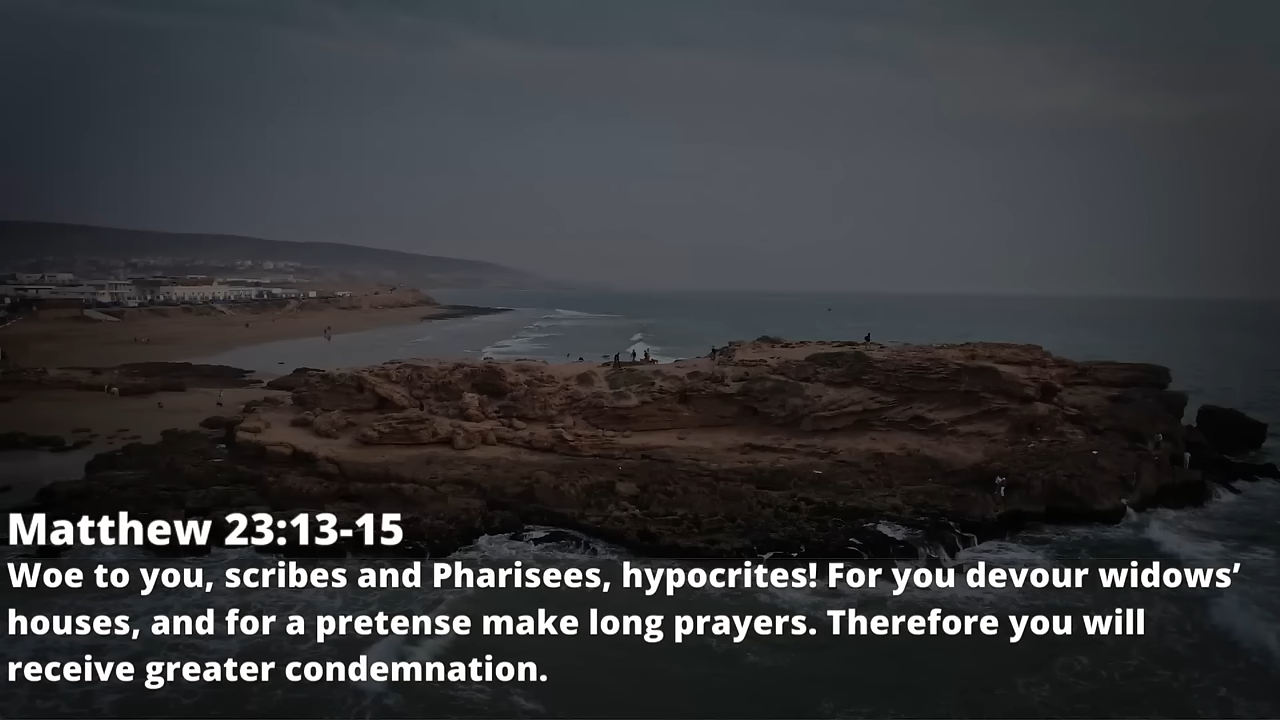 Matthew 23:13-15
Woe to you, scribes and Pharisees, hypocrites! For you devour widows’
houses, and for a pretense make long prayers. Therefore you will
receive greater condemnation.